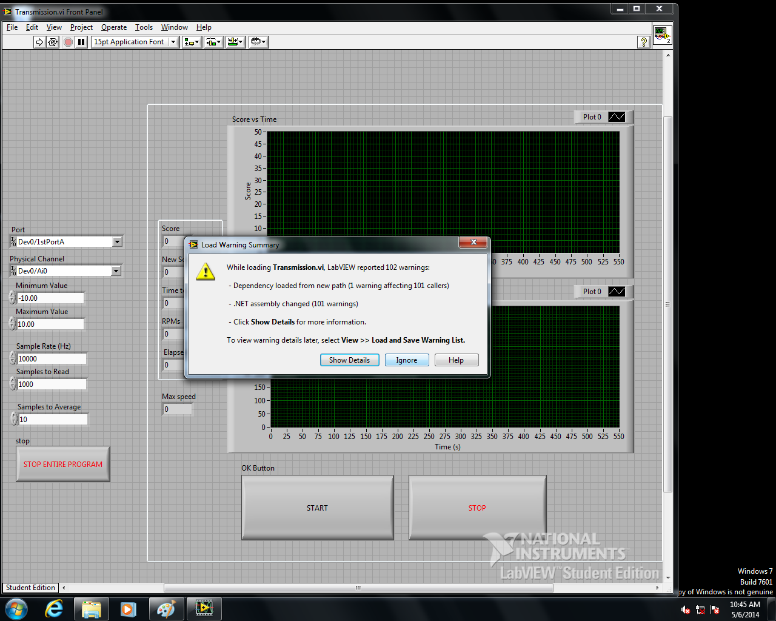 Transmission.vi Front Panel
File Edit View Project Operate Tools Window Help
15pt Application Font
Score vs Time
Plot 0
50
45
40
35
30
25
20
15
10
Score
350 375 400 425 450 475 500 525 550
Port
Dev0/1stPortA
Physical Channel
Dev0/Ai0
Minimum Value
-10.00
Maximum Value
10.00
Sample Rate (Hz)
10000
Samples to Read
1000
Samples to Average
10
stop
STOP ENTIRE PROGRAM
Score
0
New Sc
0
Time t
0
RPMs
0
Elapse
0
Max speed
0
Load Warning Summary
While loading Transmission.vi, LabVIEW reported 102 warnings:
- Dependency loaded from new path (1 warning affecting 101 callers)
- .NET assembly changed (101 warnings)
- Click Show Details for more information.
To view warning details later, select View >> Load and Save Warning List.
Show Details Ignore Help
Plot 0
150
100
50
0
0 25 50 75 100 125 150 175 200 225 250 275 300 325 350 375 400 425 450 475 500 525 550
Time (s)
OK Button
START
STOP
NATIONAL
INSTRUMENTS
LabVIEW™ Student Edition
Student Edition
Windows 7
Build 7601
py of Windows is not genuine
10:45 AM
5/6/2014